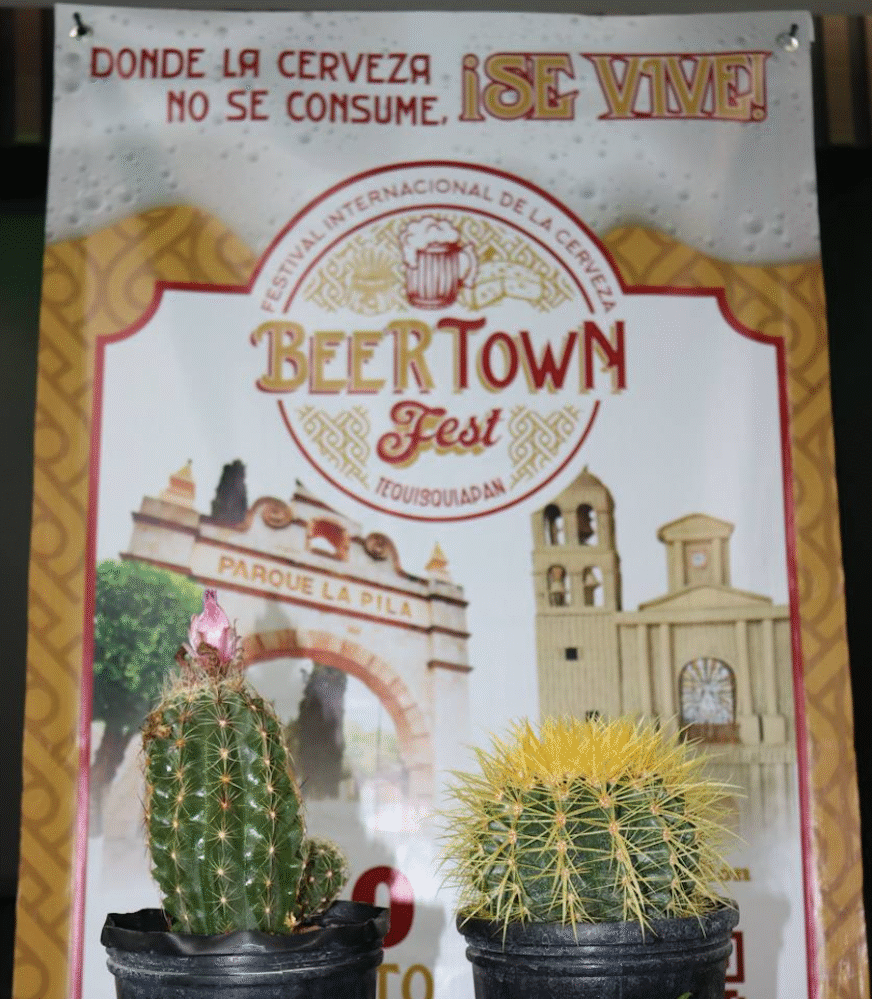 DONDE LA CERVEZA
NO SE CONSUME, ¡SE VIVE!
FESTIVAL INTERNACIONAL DE LA CERVEZA
BEERTOWN
Fest
TEQUISQUIAPAN
PARQUE LA PILA
TO